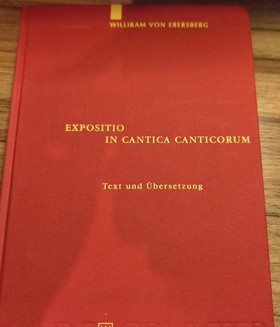 WILLIRAM VON EBERSBERG
EXPOSITIO
IN CANTICA CANTICORUM
Text und Übersetzung